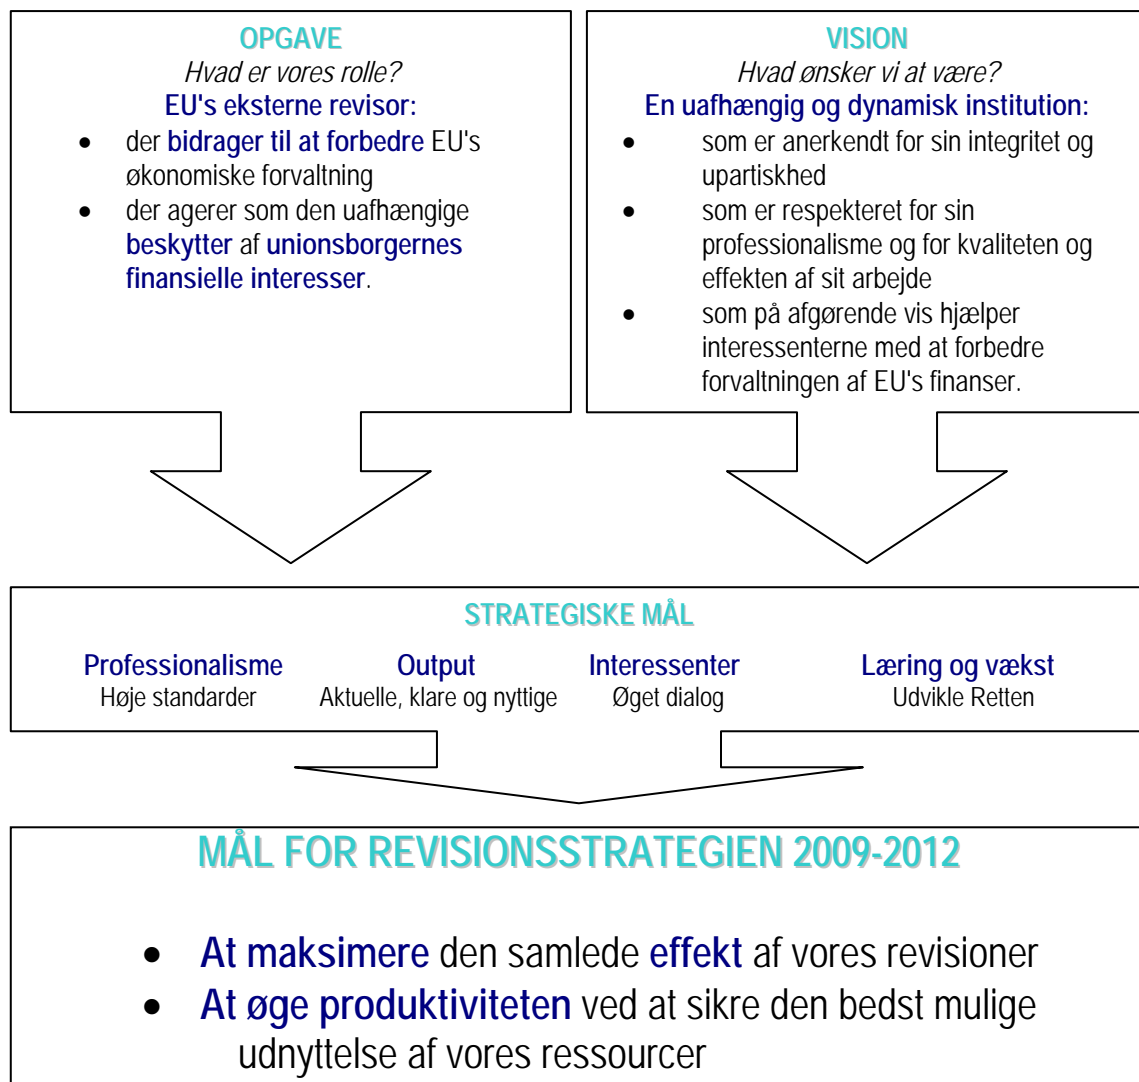 OPGAVE
Hvad er vores rolle?
EU's eksterne revisor:
• der bidrager til at forbedre EU's
økonomiske forvaltning
• der agerer som den uafhængige
beskytter af unionsborgernes
finansielle interesser.
VISION
Hvad ønsker vi at være?
En uafhængig og dynamisk institution:
• som er anerkendt for sin integritet og
upartiskhed
• som er respekteret for sin
professionalisme og for kvaliteten og
effekten af sit arbejde
• som på afgørende vis hjælper
interessenterne med at forbedre
forvaltningen af EU's finanser.
STRATEGISKE MÅL
Professionalisme
Høje standarder
Output
Aktuelle, klare og nyttige
Interessenter
Øget dialog
Læring og vækst
Udvikle Retten
MÅL FOR REVISIONSSTRATEGIEN 2009-2012
• At maksimere den samlede effekt af vores revisioner
• At øge produktiviteten ved at sikre den bedst mulige
udnyttelse af vores ressourcer